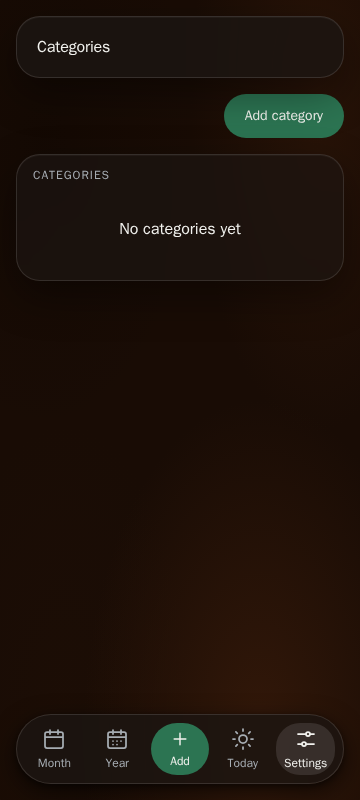 Categories
Add category
CATEGORIES
No categories yet
Month
Year
Add
Today
Settings